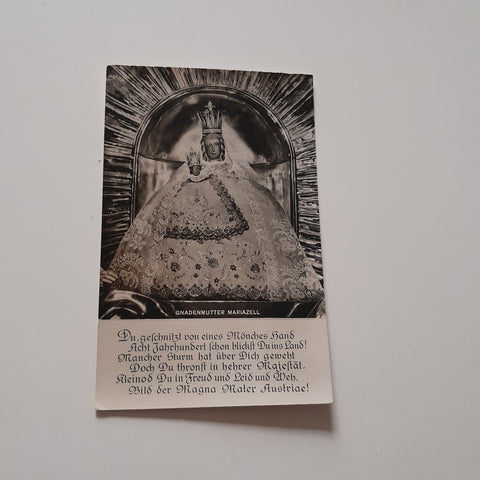 GNADENMUTTER MARIAZELL
Du, geschnitzt von eines Mönches Hand
Acht Jahrhundert schon blickst Du ins Land!
Mancher Sturm hat über Dich geweht
Doch Du thronst in hehrer Majestät.
Kleinod Du in Freud und Leid und Weh,
Bild der Magna Mater Austriae!